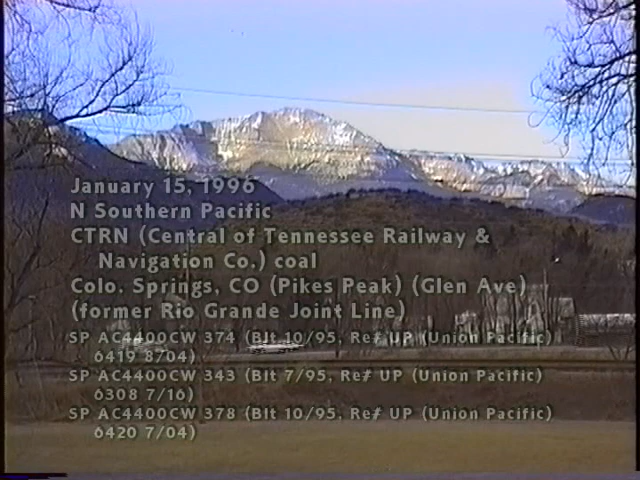 January 15, 1996
N Southern Pacific
CTRN (Central of Tennessee Railway &
Navigation Co.) coal
Colo. Springs, CO (Pikes Peak) (Glen Ave)
(former Rio Grande Joint Line)
SP AC4400CW 374 (Blt 10/95, Re# UP (Union Pacific)
6419 8/04)
SP AC4400CW 343 (Blt 7/95, Re# UP (Union Pacific)
6308 7/16)
SP AC4400CW 378 (Blt 10/95, Re# UP (Union Pacific)
6420 7/04)